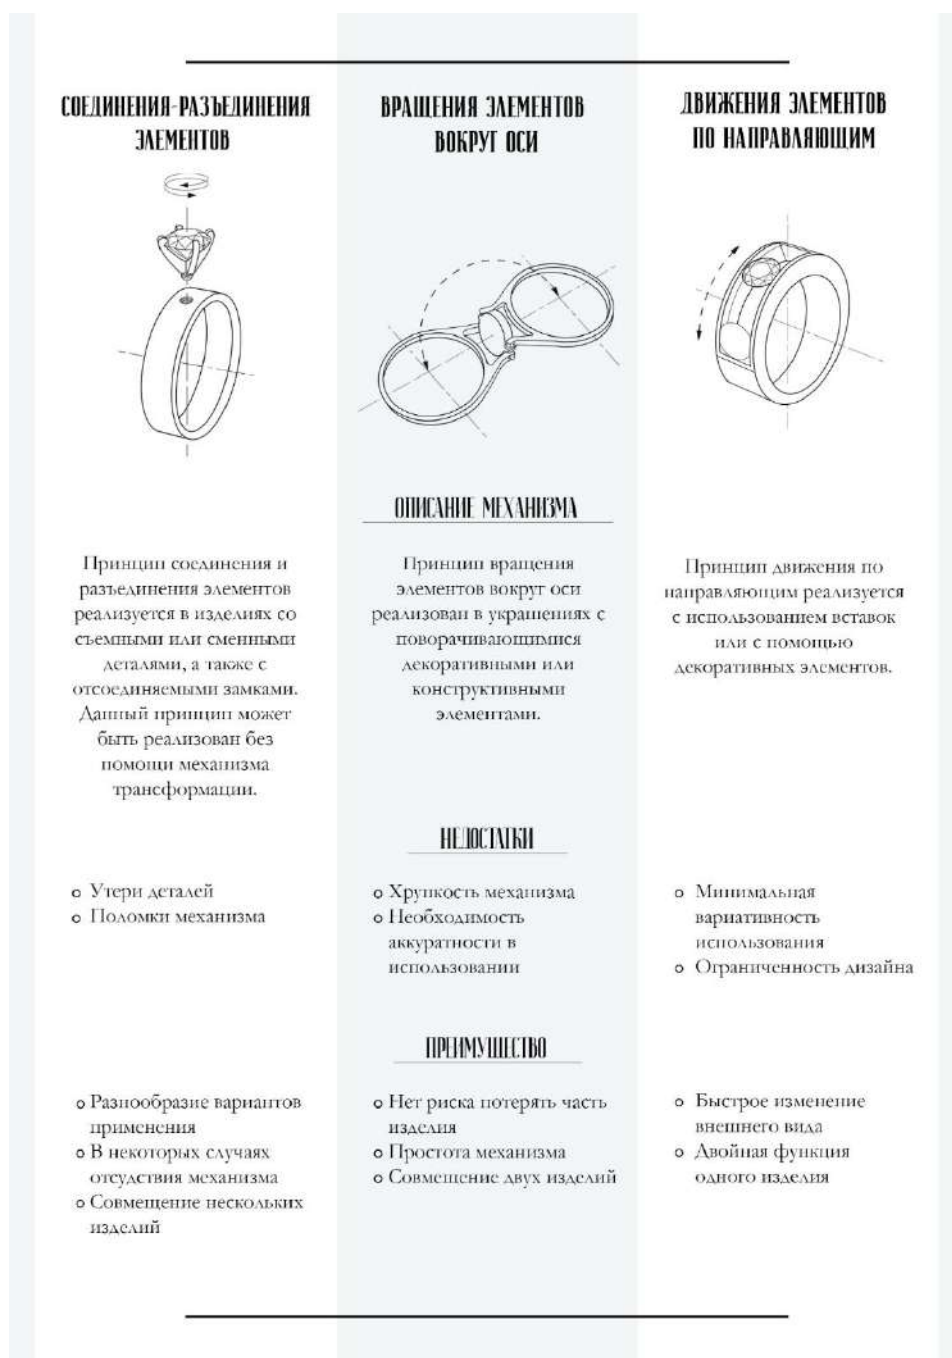 СОЕДИНЕНИЯ-РАЗЪЕДИНЕНИЯ
ЭЛЕМЕНТОВ
ВРАЩЕНИЯ ЭЛЕМЕНТОВ
ВОКРУГ ОСИ
ДВИЖЕНИЯ ЭЛЕМЕНТОВ
ПО НАПРАВЛЯЮЩИМ
ОПИСАНИЕ МЕХАНИЗМА
Принцип соединения и
разъединения элементов
реализуется в изделиях со
съемными или сменными
деталями, а также с
отсоединяемыми замками.
Данный принцип может
быть реализован без
помощи механизма
трансформации.
Принцип вращения
элементов вокруг оси
реализован в украшениях с
поворачивающимися
декоративными или
конструктивными
элементами.
Принцип движения по
направляющим реализуется
с использованием вставок
или с помощью
декоративных элементов.
НЕДОСТАТКИ
Утери деталей
Поломки механизма
Хрупкость механизма
Необходимость
аккуратности в
использовании
Минимальная
вариативность
использования
Ограниченность дизайна
ПРЕИМУЩЕСТВО
Разнообразие вариантов
применения
В некоторых случаях
отсудствия механизма
Совмещение нескольких
изделий
Нет риска потерять часть
изделия
Простота механизма
Совмещение двух изделий
Быстрое изменение
внешнего вида
Двойная функция
одного изделия